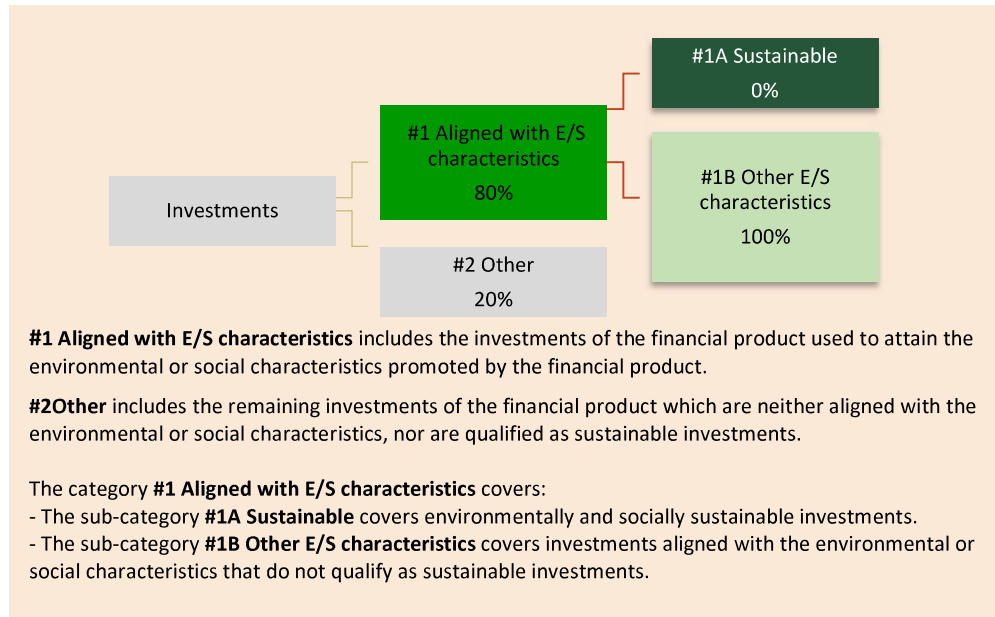 #1A Sustainable
0%
#1 Aligned with E/S
characteristics
80%
#1B Other E/S
characteristics
100%
Investments
#2 Other
20%
#1 Aligned with E/S characteristics includes the investments of the financial product used to attain the
environmental or social characteristics promoted by the financial product.
#2Other includes the remaining investments of the financial product which are neither aligned with the
environmental or social characteristics, nor are qualified as sustainable investments.
The category #1 Aligned with E/S characteristics covers:
- The sub-category #1A Sustainable covers environmentally and socially sustainable investments.
- The sub-category #1B Other E/S characteristics covers investments aligned with the environmental or
social characteristics that do not qualify as sustainable investments.